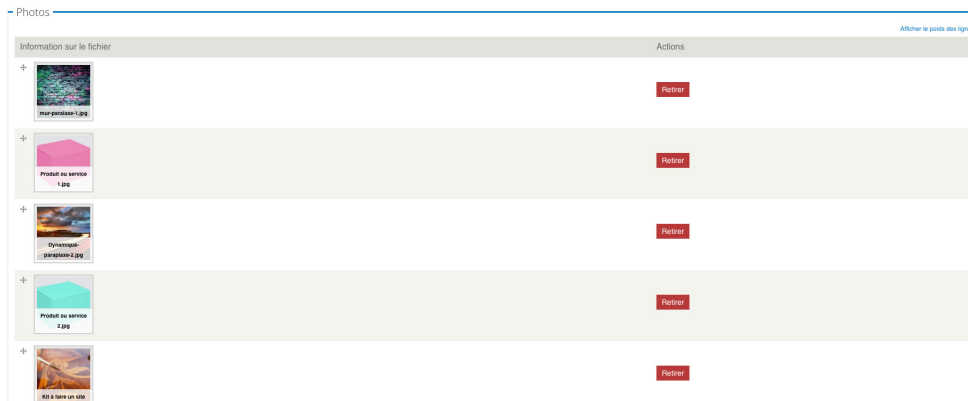 Photos
Afficher le poids des lign
Information sur le fichier
Actions
mur-paralaxe-1.jpg
Retirer
Produit ou service
1.jpg
Retirer
Dynamique-
paraplaxe-2.jpg
Retirer
Produit ou service
2.jpg
Retirer
Kit à faire un site
Retirer